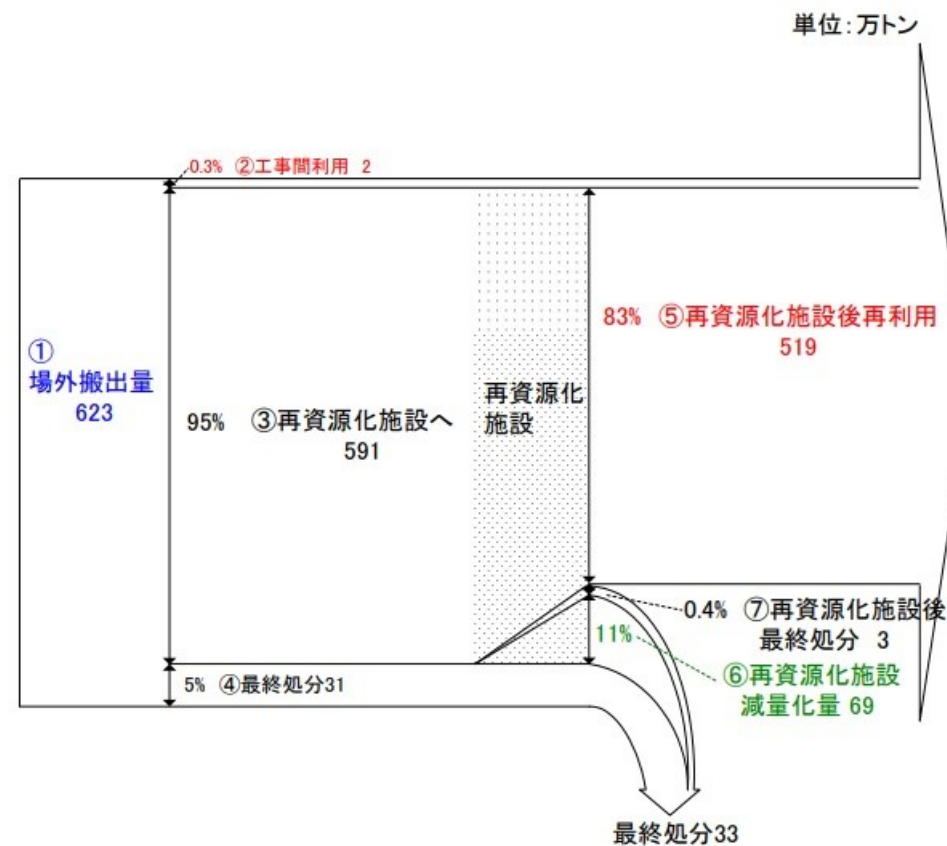 単位:万トン
0.3% ②工事間利用 2
①
場外搬出量
623
95% ③再資源化施設へ
591
再資源化
施設
83% ⑤再資源化施設後再利用
519
0.4% ⑦再資源化施設後
最終処分 3
11%
⑥再資源化施設
減量化量 69
5% ④最終処分31
最終処分33